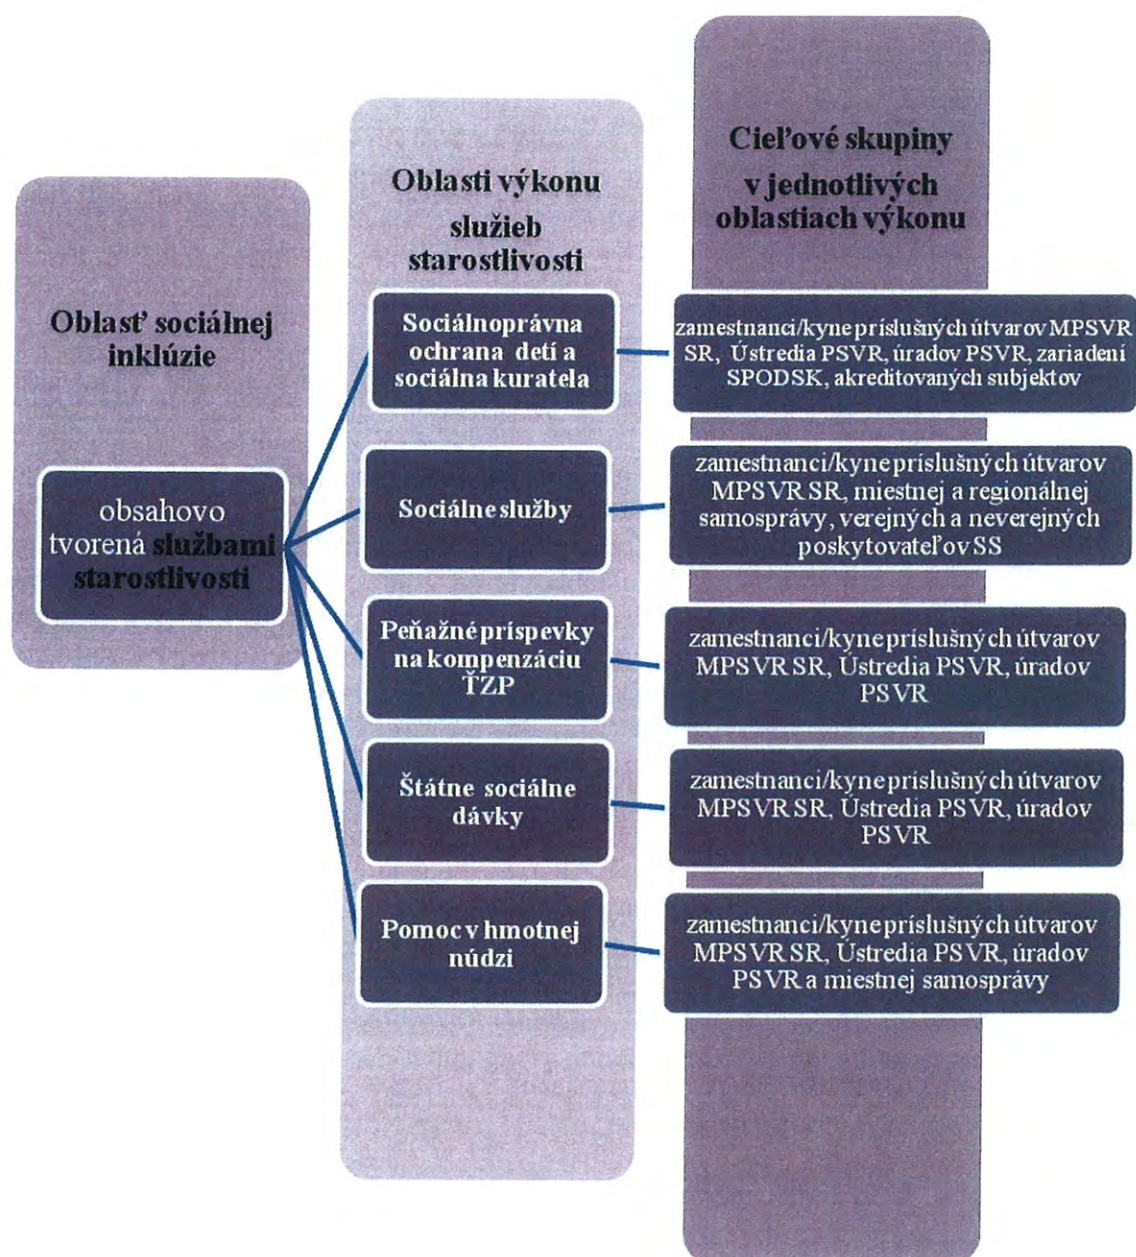 Oblasť sociálnej
inklúzie
obsahovo
tvorená službami
starostlivosti
Oblasti výkonu
služieb
starostlivosti
Sociálnoprávna
ochrana detí a
sociálna kuratela
Sociálne služby
Peňažné príspevky
na kompenzáciu
ŤZP
Štátne sociálne
dávky
Pomoc v hmotnej
núdzi
Cieľové skupiny
v jednotlivých
oblastiach výkonu
zamestnanci/kyne príslušných útvarov MPSVR
SR, Ústredia PSVR, úradov PSVR, zariadení
SPODSK, akreditovaných subjektov
zamestnanci/kyne príslušných útvarov
MPSVR SR, miestnej a regionálnej
samosprávy, verejných a neverejných
poskytovateľov SS
zamestnanci/kyne príslušných útvarov
MPSVR SR, Ústredia PSVR, úradov
PSVR
zamestnanci/kyne príslušných útvarov
MPSVR SR, Ústredia PSVR, úradov
PSVR
zamestnanci/kyne príslušných útvarov
MPSVR SR, Ústredia PSVR, úradov
PSVR a miestnej samosprávy